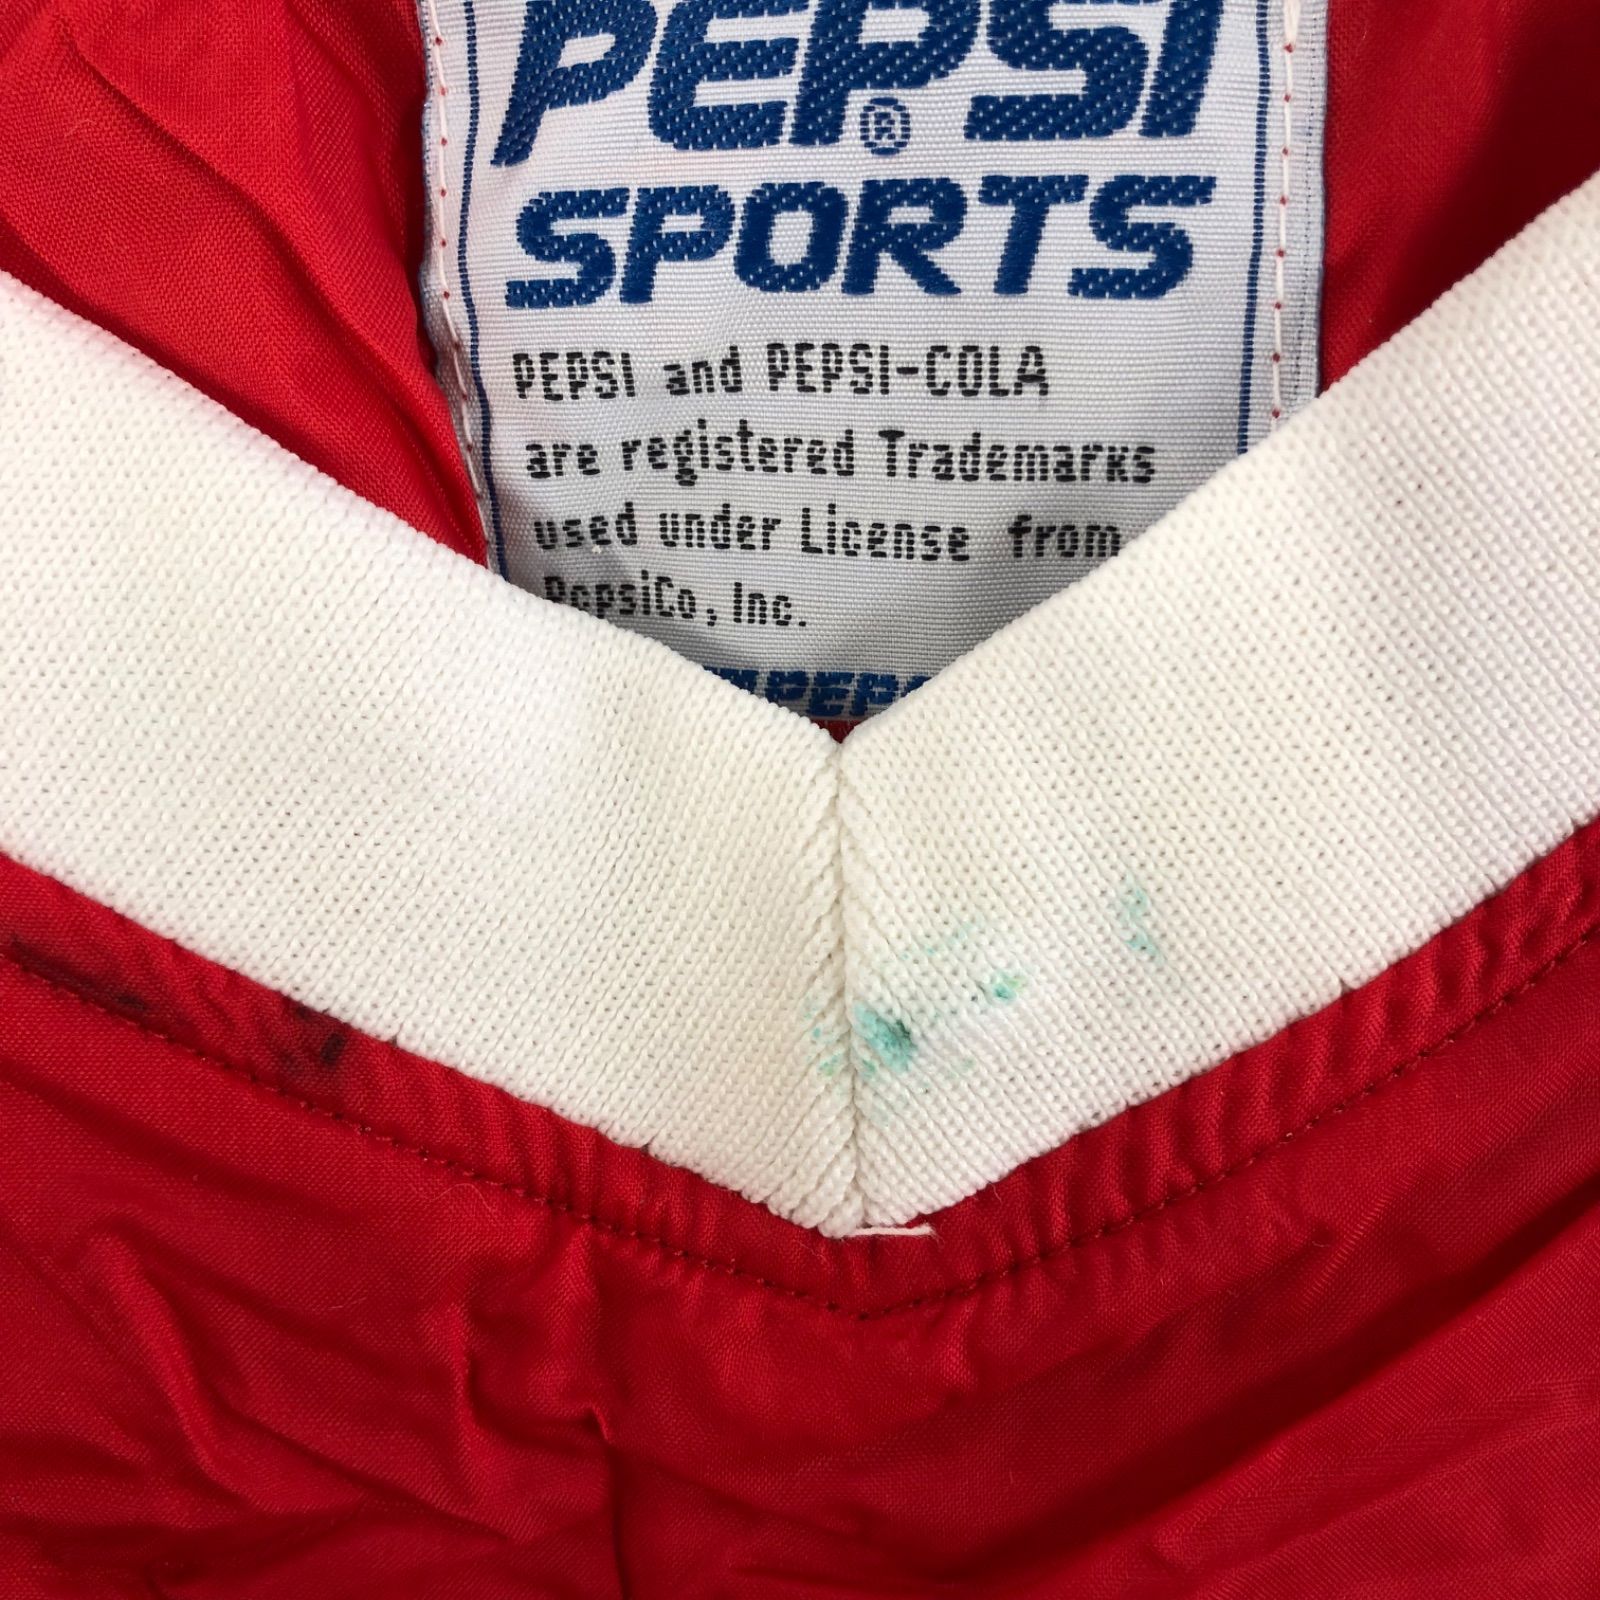 PEPSI
®
SPORTS
PEPSI and PEPSI-COLA
are registered Trademarks
used under License from
PepsiCo, Inc.